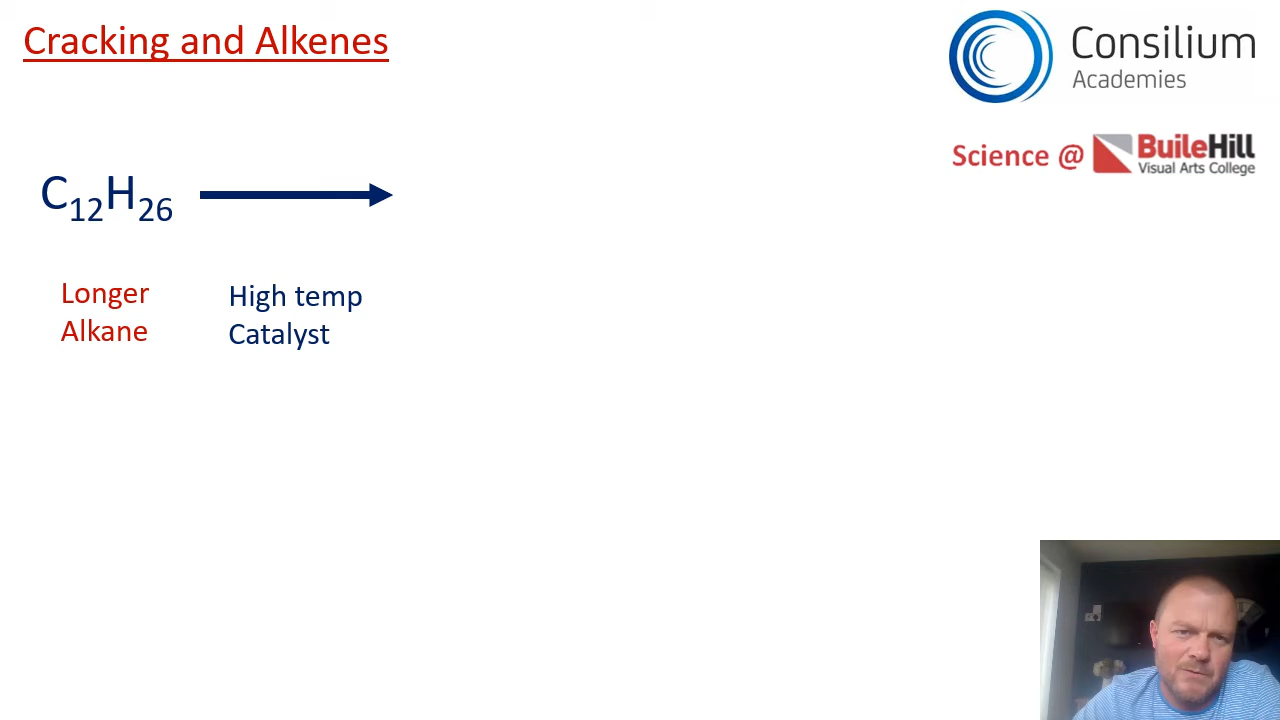 Cracking and Alkenes
Consilium
Academies
Science @ BuileHill
Visual Arts College
C₁₂H₂₆
Longer
Alkane
High temp
Catalyst